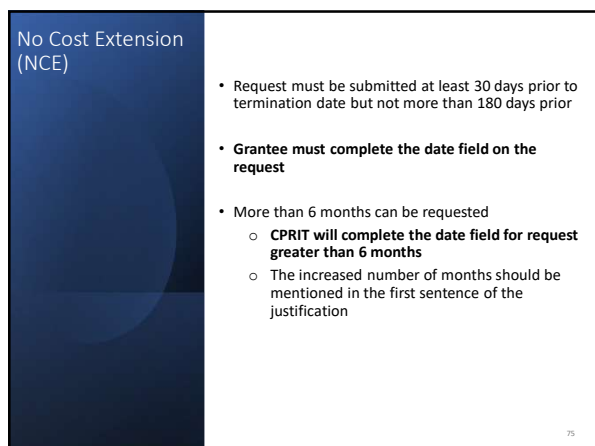 No Cost Extension
(NCE)
• Request must be submitted at least 30 days prior to
termination date but not more than 180 days prior
• Grantee must complete the date field on the
request
• More than 6 months can be requested
o CPRIT will complete the date field for request
greater than 6 months
o The increased number of months should be
mentioned in the first sentence of the
justification
75